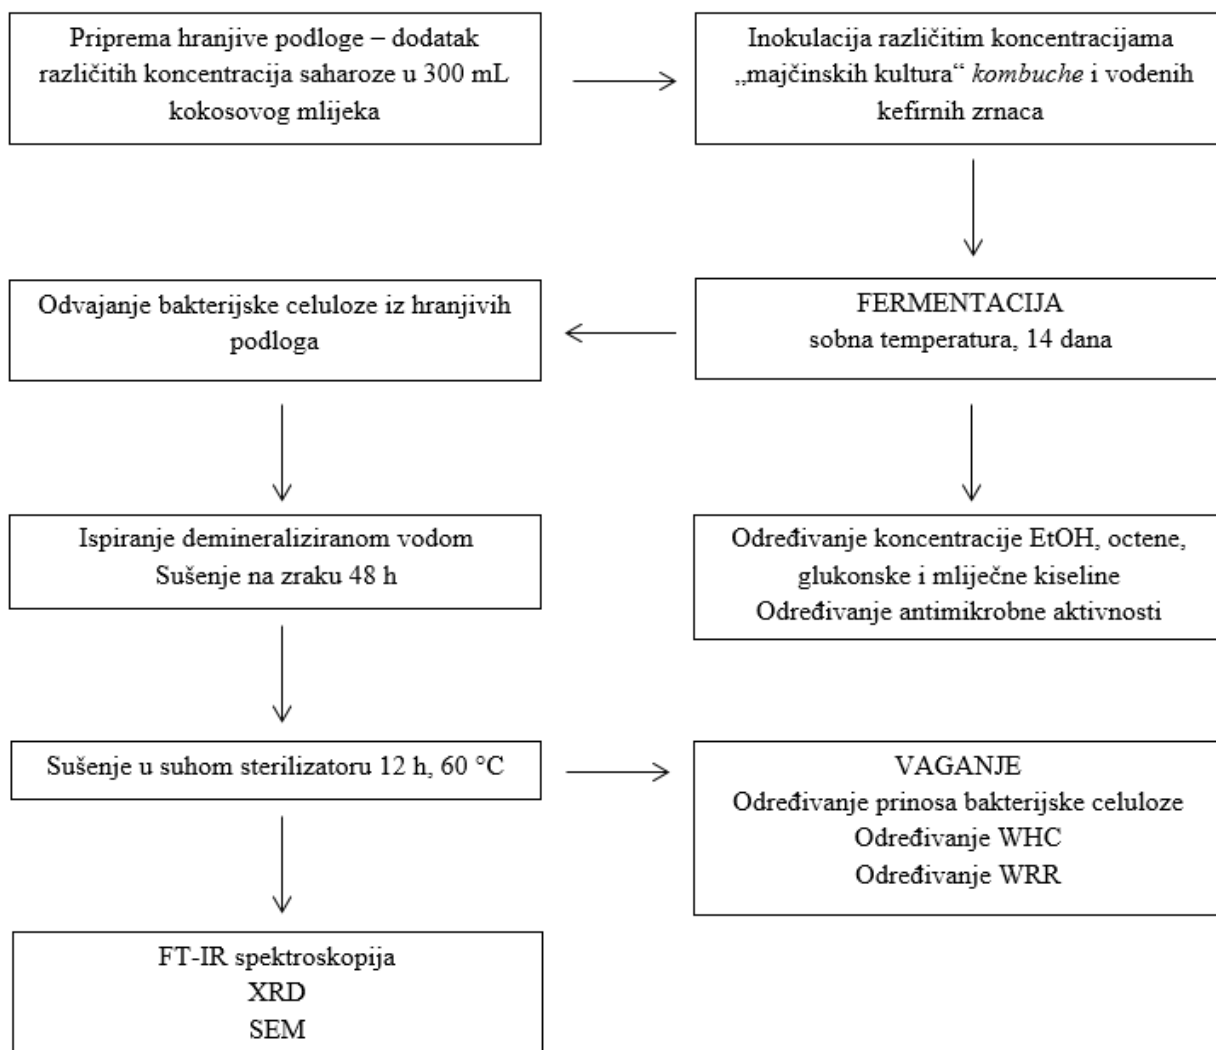 Priprema hranjive podloge – dodatak
različitih koncentracija saharoze u 300 mL
kokosovog mlijeka
Inokulacija različitim koncentracijama
„majčinskih kultura“ kombuche i vodenih
kefirnih zrnaca
FERMENTACIJA
sobna temperatura, 14 dana
Odvajanje bakterijske celuloze iz hranjivih
podloga
Ispiranje demineraliziranom vodom
Sušenje na zraku 48 h
Određivanje koncentracije EtOH, octene,
glukonske i mliječne kiseline
Određivanje antimikrobne aktivnosti
Sušenje u suhom sterilizatoru 12 h, 60 °C
VAGANJE
Određivanje prinosa bakterijske celuloze
Određivanje WHC
Određivanje WRR
FT-IR spektroskopija
XRD
SEM